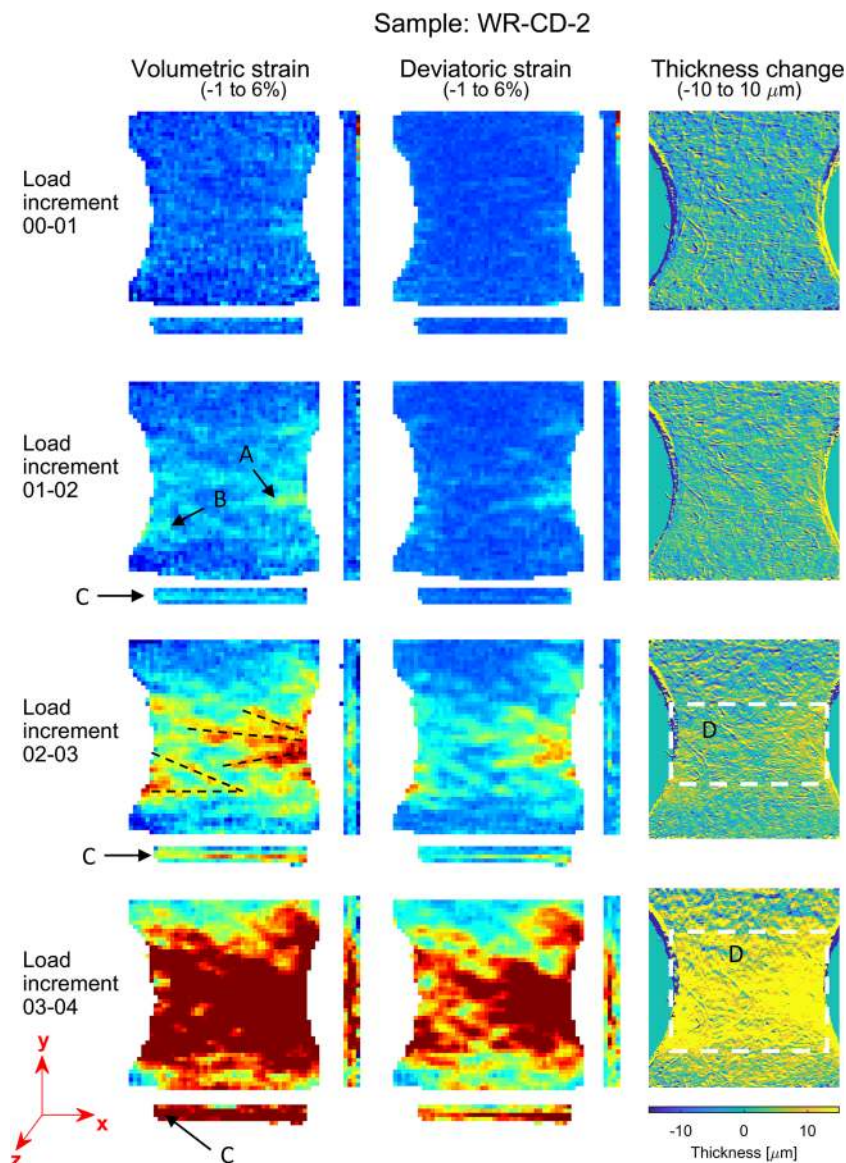 Sample: WR-CD-2
Volumetric strain
(-1 to 6%)
Deviatoric strain
(-1 to 6%)
Thickness change
(-10 to 10 μm)
Load
increment
00-01
Load
increment
01-02
A
B
C
Load
increment
02-03
D
C
Load
increment
03-04
D
y
x
z
C
-10 0 10
Thickness [μm]